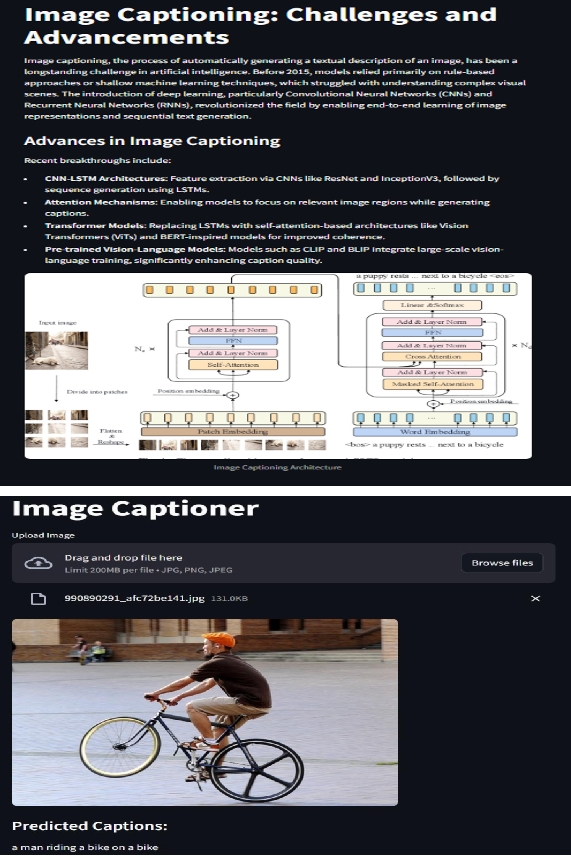 Image Captioning: Challenges and
Advancements
Image captioning, the process of automatically generating a textual description of an image, has been a
longstanding challenge in artificial intelligence. Before 2015, models relied primarily on rule-based
approaches or shallow machine learning techniques, which struggled with understanding complex visual
scenes. The introduction of deep learning, particularly Convolutional Neural Networks (CNNs) and
Recurrent Neural Networks (RNNs), revolutionized the field by enabling end-to-end learning of image
representations and sequential text generation.
Advances in Image Captioning
Recent breakthroughs include:
• CNN-LSTM Architectures: Feature extraction via CNNs like ResNet and InceptionV3, followed by
sequence generation using LSTMs.
• Attention Mechanisms: Enabling models to focus on relevant image regions while generating
captions.
• Transformer Models: Replacing LSTMs with self-attention-based architectures like Vision
Transformers (ViTs) and BERT-inspired models for improved coherence.
• Pre-trained Vision-Language Models: Models such as CLIP and BLIP integrate large-scale vision-
language training, significantly enhancing caption quality.
a puppy rests ... next to a bicycle <eos>
...
Linear &Softmax
Input image
Add & Layer Norm
FFN
Add & Layer Norm
Self-Attention
N_x ×
Position embedding
Add & Layer Norm
FFN
Add & Layer Norm
Cross Attention
Add & Layer Norm
Masked Self-Attention
× N
Position embedding
Divide into patches
Flatten
&
Reshape
Patch Embedding
...
Word Embedding
<bos> a puppy rests ... next to a bicycle
Image Captioning Architecture
Image Captioner
Upload Image
Drag and drop file here
Limit 200MB per file • JPG, PNG, JPEG
Browse files
990890291_afc72be141.jpg 131.0KB
Predicted Captions:
a man riding a bike on a bike